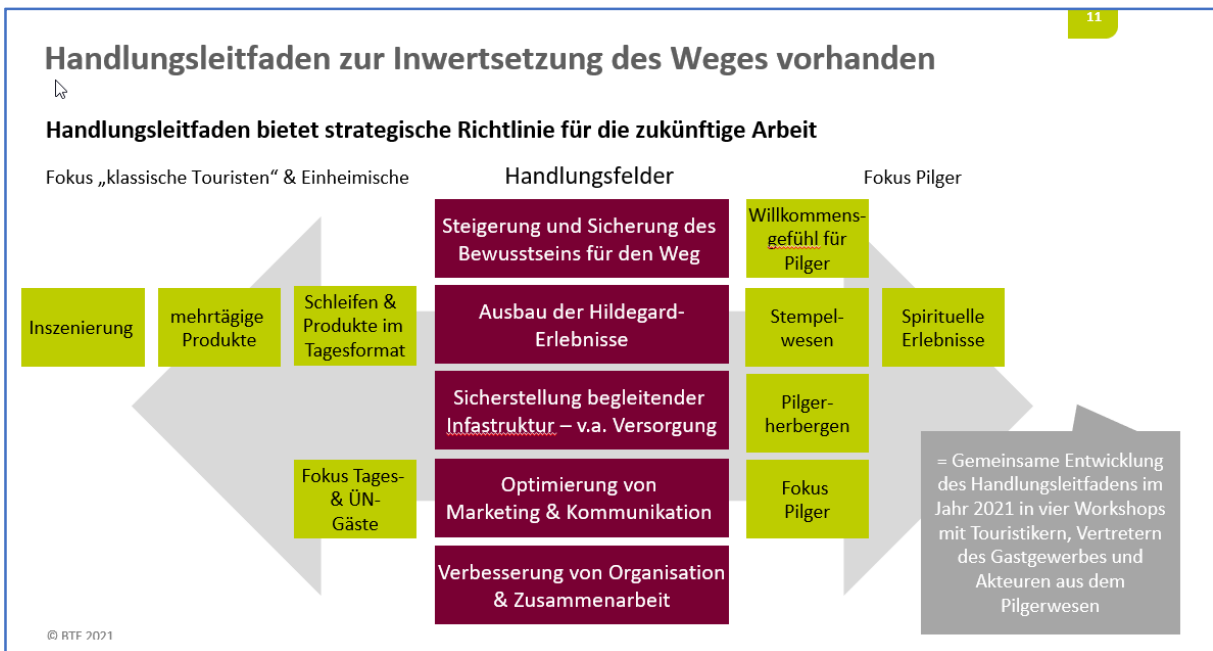 11
Handlungsleitfaden zur Inwertsetzung des Weges vorhanden
Handlungsleitfaden bietet strategische Richtlinie für die zukünftige Arbeit
Fokus „klassische Touristen“ & Einheimische
Handlungsfelder
Fokus Pilger
Steigerung und Sicherung des
Bewusstseins für den Weg
Willkommens-
gefühl für
Pilger
Inszenierung
mehrtägige
Produkte
Schleifen &
Produkte im
Tagesformat
Ausbau der Hildegard-
Erlebnisse
Stempel-
wesen
Spirituelle
Erlebnisse
Sicherstellung begleitender
Infastruktur – v.a. Versorgung
Pilger-
herbergen
Fokus Tages-
& ÜN-
Gäste
Optimierung von
Marketing & Kommunikation
Fokus
Pilger
Verbesserung von Organisation
& Zusammenarbeit
= Gemeinsame Entwicklung
des Handlungsleitfadens im
Jahr 2021 in vier Workshops
mit Touristikern, Vertretern
des Gastgewerbes und
Akteuren aus dem
Pilgerwesen
© BTE 2021